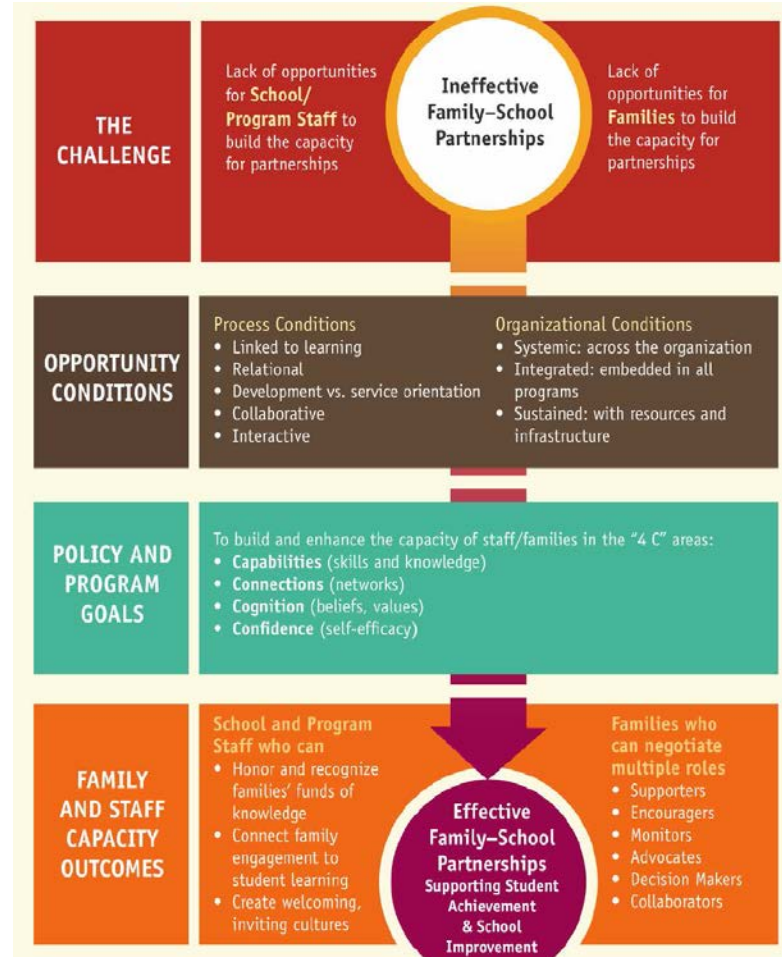 THE
CHALLENGE
Lack of opportunities
for School/
Program Staff to
build the capacity
for partnerships
Ineffective
Family–School
Partnerships
Lack of
opportunities for
Families to build
the capacity for
partnerships
OPPORTUNITY
CONDITIONS
Process Conditions
• Linked to learning
• Relational
• Development vs. service orientation
• Collaborative
• Interactive
Organizational Conditions
• Systemic: across the organization
• Integrated: embedded in all
programs
• Sustained: with resources and
infrastructure
POLICY AND
PROGRAM
GOALS
To build and enhance the capacity of staff/families in the “4 C” areas:
• Capabilities (skills and knowledge)
• Connections (networks)
• Cognition (beliefs, values)
• Confidence (self-efficacy)
FAMILY
AND STAFF
CAPACITY
OUTCOMES
School and Program
Staff who can
• Honor and recognize
families’ funds of
knowledge
• Connect family
engagement to
student learning
• Create welcoming,
inviting cultures
Effective
Family–School
Partnerships
Supporting Student
Achievement
& School
Improvement
Families who
can negotiate
multiple roles
• Supporters
• Encouragers
• Monitors
• Advocates
• Decision Makers
• Collaborators